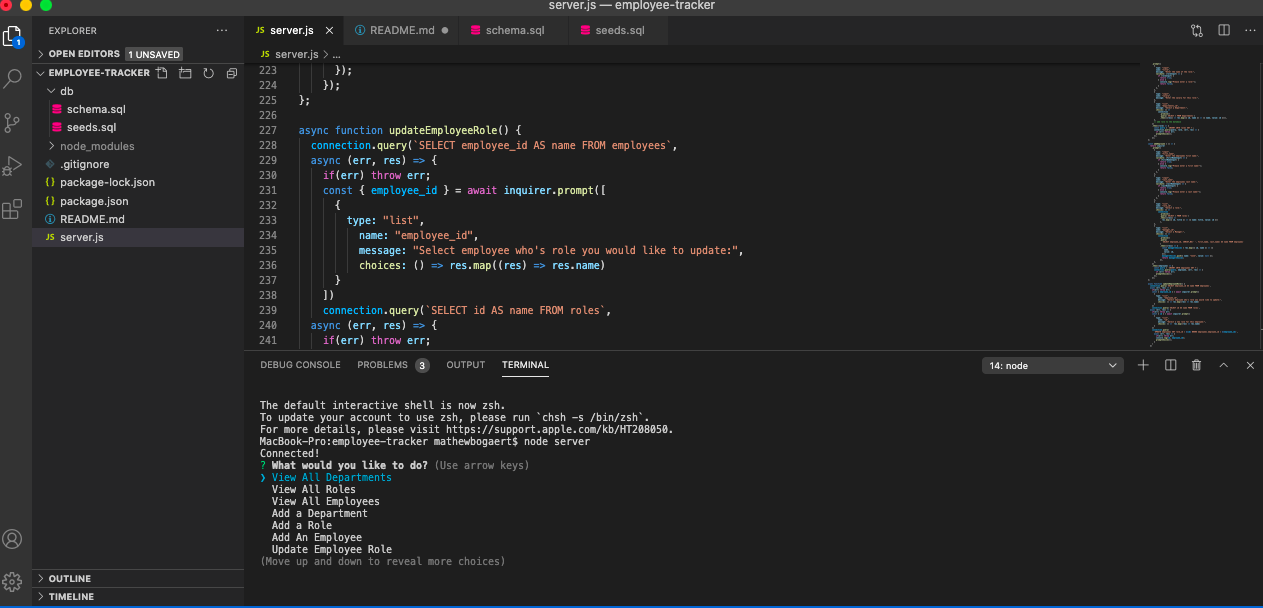 server.js — employee-tracker
1
EXPLORER ...
OPEN EDITORS 1 UNSAVED
EMPLOYEE-TRACKER
db
schema.sql
seeds.sql
node_modules
.gitignore
{} package-lock.json
{} package.json
README.md
JS server.js
OUTLINE
TIMELINE
JS server.js × README.md ● schema.sql seeds.sql ...
JS server.js > ...
223 });
224 });
225 };
226
227 async function updateEmployeeRole() {
228 connection.query(`SELECT employee_id AS name FROM employees`,
229 async (err, res) => {
230 if(err) throw err;
231 const { employee_id } = await inquirer.prompt([
232 {
233 type: "list",
234 name: "employee_id",
235 message: "Select employee who's role you would like to update:",
236 choices: () => res.map((res) => res.name)
237 }
238 ])
239 connection.query(`SELECT id AS name FROM roles`,
240 async (err, res) => {
241 if(err) throw err;
DEBUG CONSOLE PROBLEMS 3 OUTPUT TERMINAL 14: node
The default interactive shell is now zsh.
To update your account to use zsh, please run `chsh -s /bin/zsh`.
For more details, please visit https://support.apple.com/kb/HT208050.
MacBook-Pro:employee-tracker mathewbogaert$ node server
Connected!
? What would you like to do? (Use arrow keys)
❯ View All Departments
View All Roles
View All Employees
Add a Department
Add a Role
Add An Employee
Update Employee Role
(Move up and down to reveal more choices)